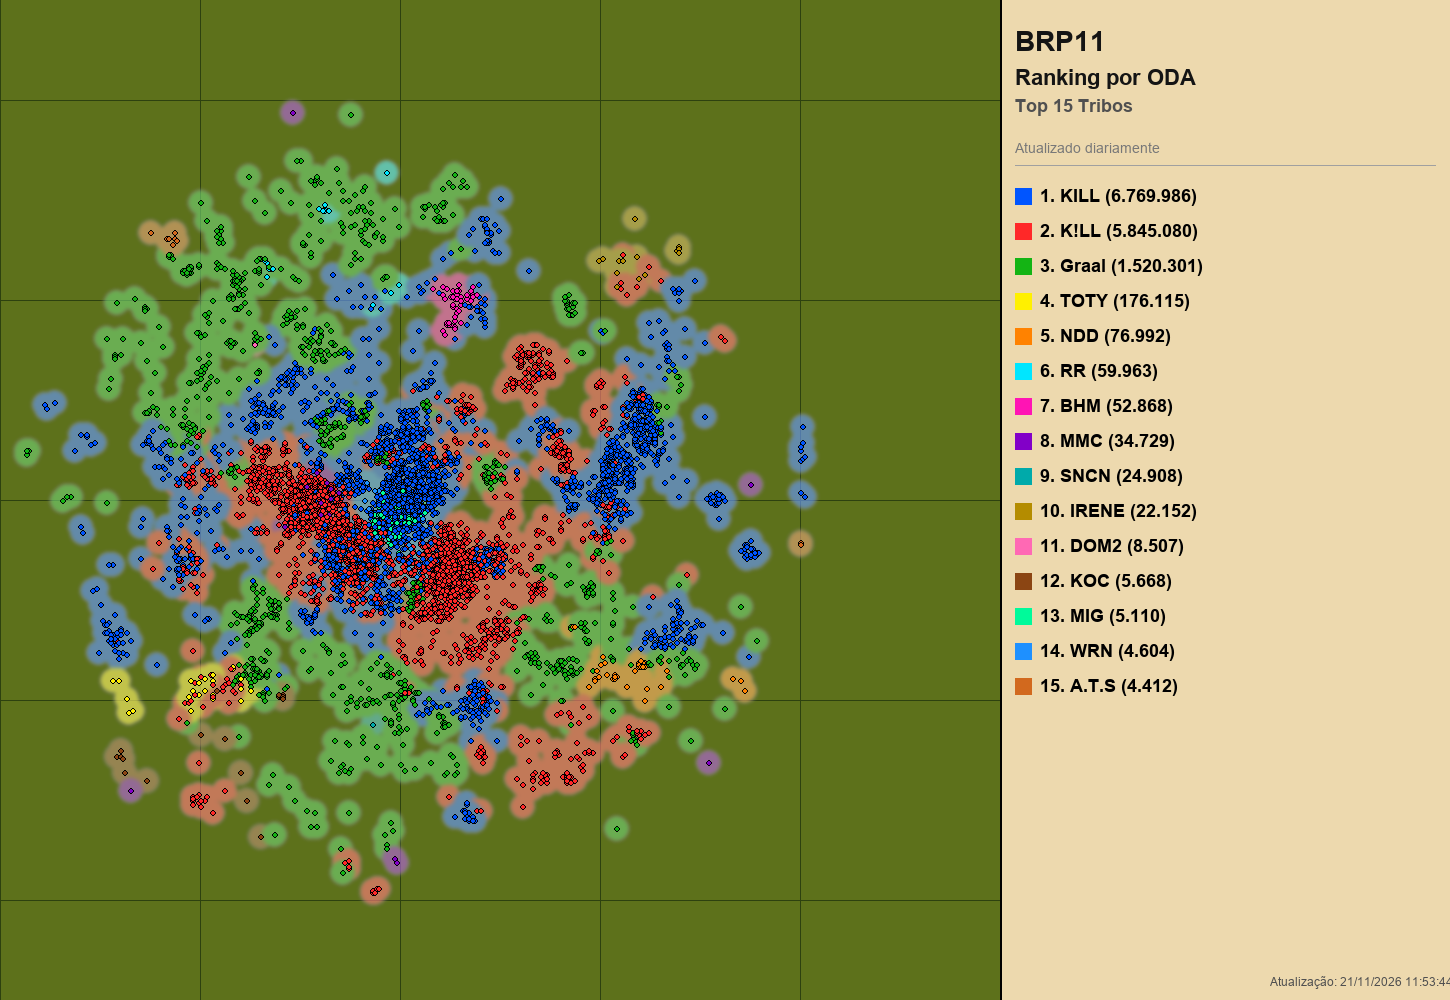 BRP11
Ranking por ODA
Top 15 Tribos
Atualizado diariamente
1. KILL (6.769.986)
2. K!LL (5.845.080)
3. Graal (1.520.301)
4. TOTY (176.115)
5. NDD (76.992)
6. RR (59.963)
7. BHM (52.868)
8. MMC (34.729)
9. SNCN (24.908)
10. IRENE (22.152)
11. DOM2 (8.507)
12. KOC (5.668)
13. MIG (5.110)
14. WRN (4.604)
15. A.T.S (4.412)
Atualização: 21/11/2026 11:53:44